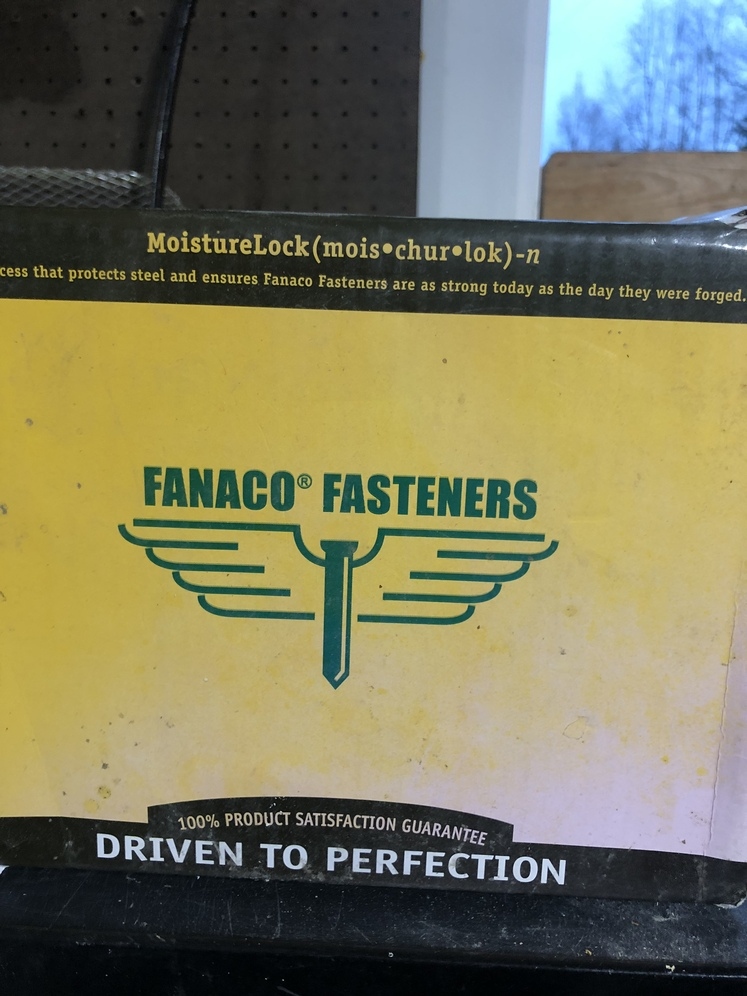 MoistureLock(mois•chur•lok)-n
cess that protects steel and ensures Fanaco Fasteners are as strong today as the day they were forged.
FANACO® FASTENERS
100% PRODUCT SATISFACTION GUARANTEE
DRIVEN TO PERFECTION